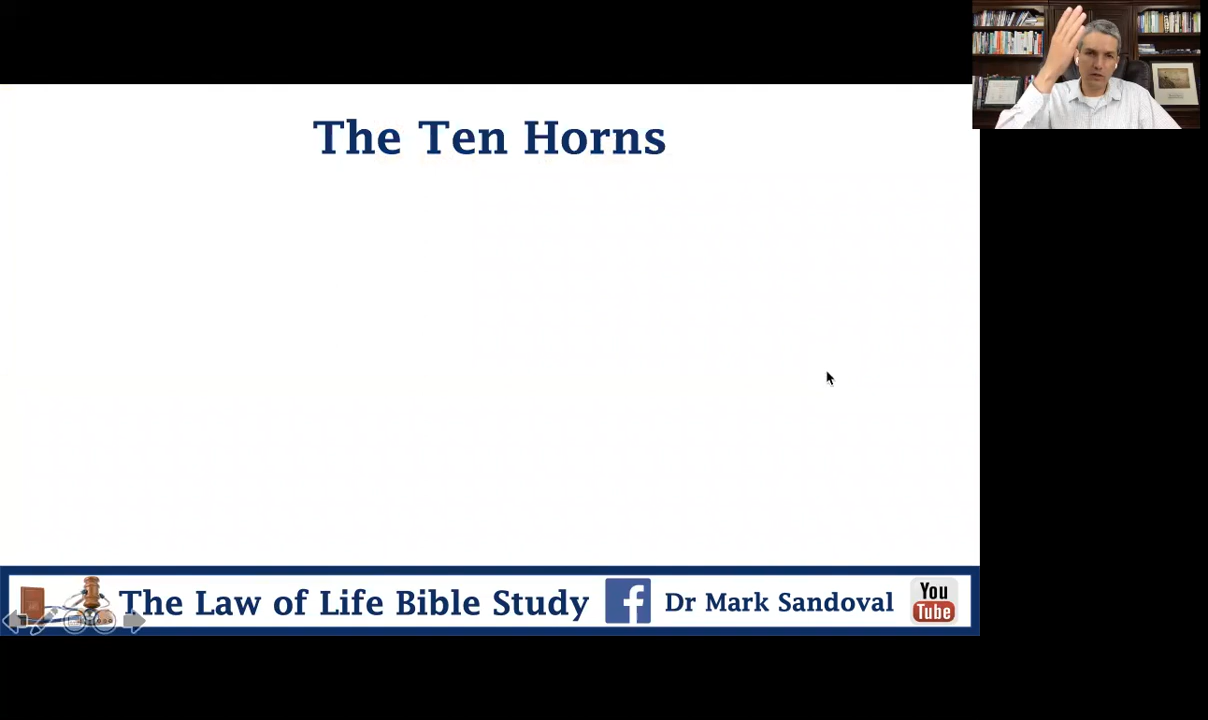 The Ten Horns
The Law of Life Bible Study
Dr Mark Sandoval
You
Tube